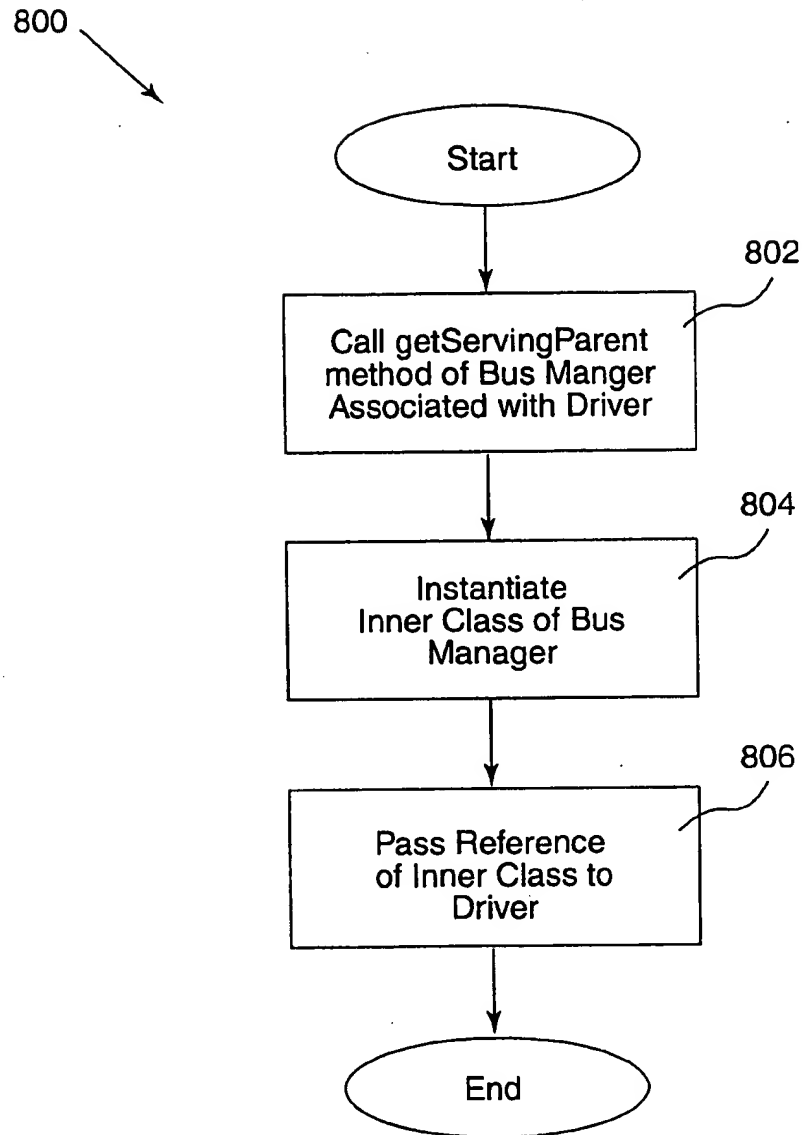 800
Start
802
Call getServingParent
method of Bus Manger
Associated with Driver
804
Instantiate
Inner Class of Bus
Manager
806
Pass Reference
of Inner Class to
Driver
End